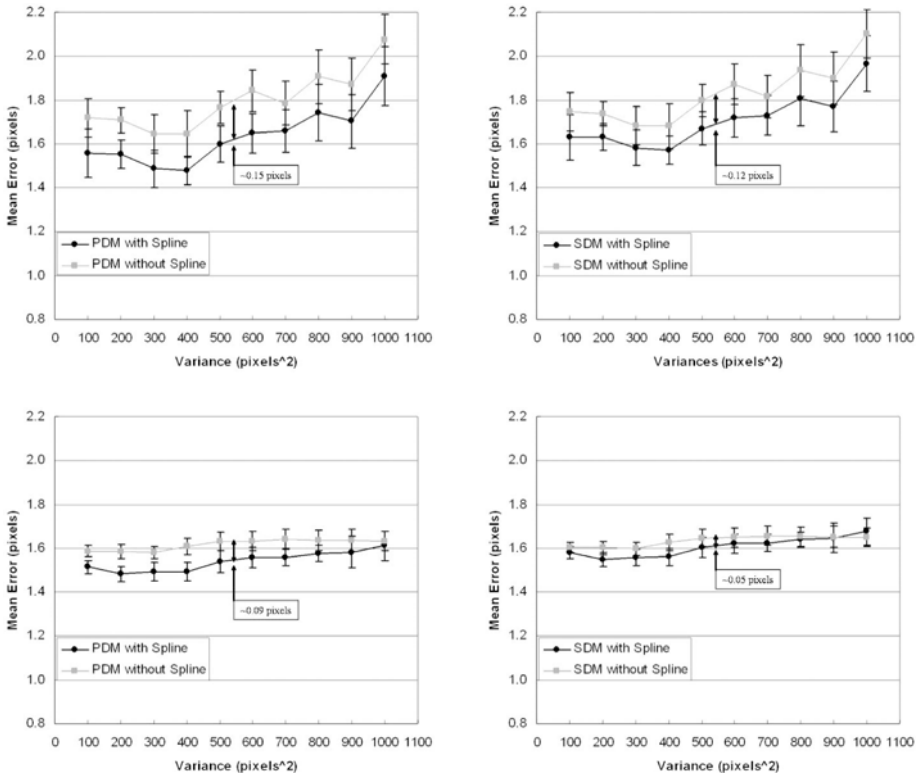 2.2
2.0
1.8
1.6
1.4
1.2
1.0
0.8
Mean Error (pixels)
~0.15 pixels
PDM with Spline
PDM without Spline
0 100 200 300 400 500 600 700 800 900 1000 1100
Variance (pixels^2)
2.2
2.0
1.8
1.6
1.4
1.2
1.0
0.8
Mean Error (pixels)
~0.12 pixels
SDM with Spline
SDM without Spline
0 100 200 300 400 500 600 700 800 900 1000 1100
Variances (pixels^2)
2.2
2.0
1.8
1.6
1.4
1.2
1.0
0.8
Mean Error (pixels)
~0.09 pixels
PDM with Spline
PDM without Spline
0 100 200 300 400 500 600 700 800 900 1000 1100
Variance (pixels^2)
2.2
2.0
1.8
1.6
1.4
1.2
1.0
0.8
Mean Error (pixels)
~0.05 pixels
SDM with Spline
SDM without Spline
0 100 200 300 400 500 600 700 800 900 1000 1100
Variance (pixels^2)